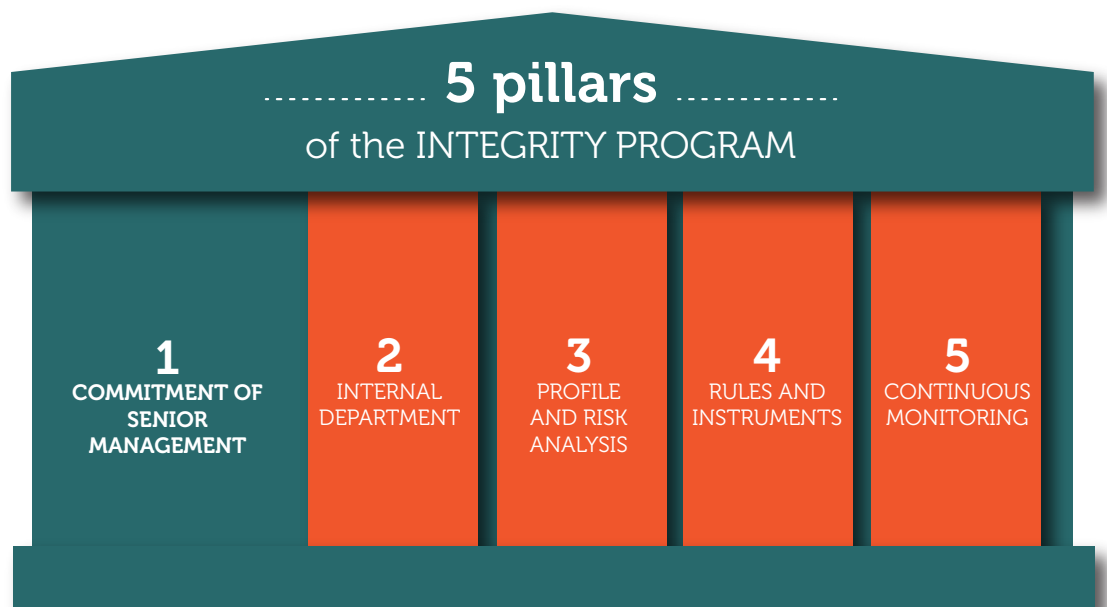 5 pillars
of the INTEGRITY PROGRAM
1
COMMITMENT OF
SENIOR
MANAGEMENT
2
INTERNAL
DEPARTMENT
3
PROFILE
AND RISK
ANALYSIS
4
RULES AND
INSTRUMENTS
5
CONTINUOUS
MONITORING